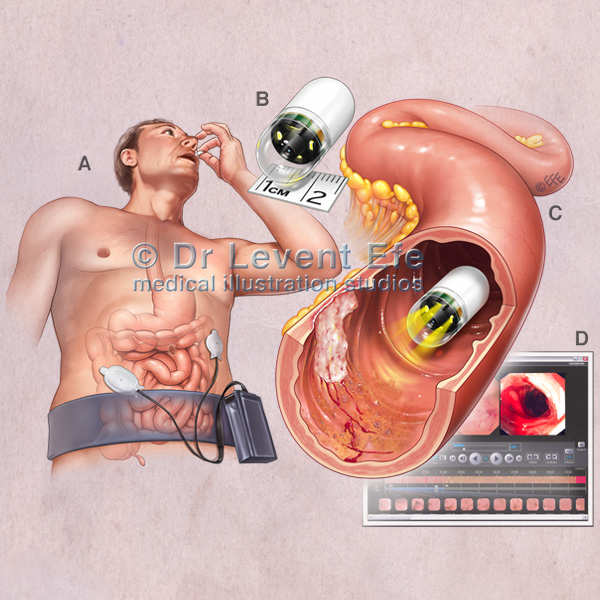 A
B
1CM 2
© EFE
C
© Dr Levent Efe
medical illustration studios
D